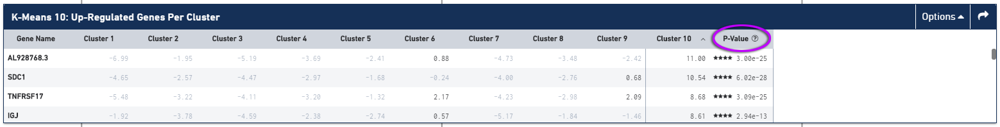 K-Means 10: Up-Regulated Genes Per Cluster Options
Gene Name Cluster 1 Cluster 2 Cluster 3 Cluster 4 Cluster 5 Cluster 6 Cluster 7 Cluster 8 Cluster 9 Cluster 10 P-Value ?
AL928768.3 -6.99 -1.95 -5.19 -3.69 -2.41 0.88 -4.73 -3.48 -2.42 11.00 ★★★★ 3.00e-25
SDC1 -4.65 -2.57 -4.47 -2.97 -1.68 -0.24 -4.00 -2.76 0.68 10.54 ★★★★ 6.02e-28
TNFRSF17 -5.48 -3.22 -4.11 -3.20 -1.32 2.17 -4.23 -2.98 2.09 8.68 ★★★★ 3.09e-25
IGJ -1.92 -3.78 -4.59 -2.38 -2.74 0.57 -5.17 -1.84 -1.46 8.61 ★★★★ 2.94e-13